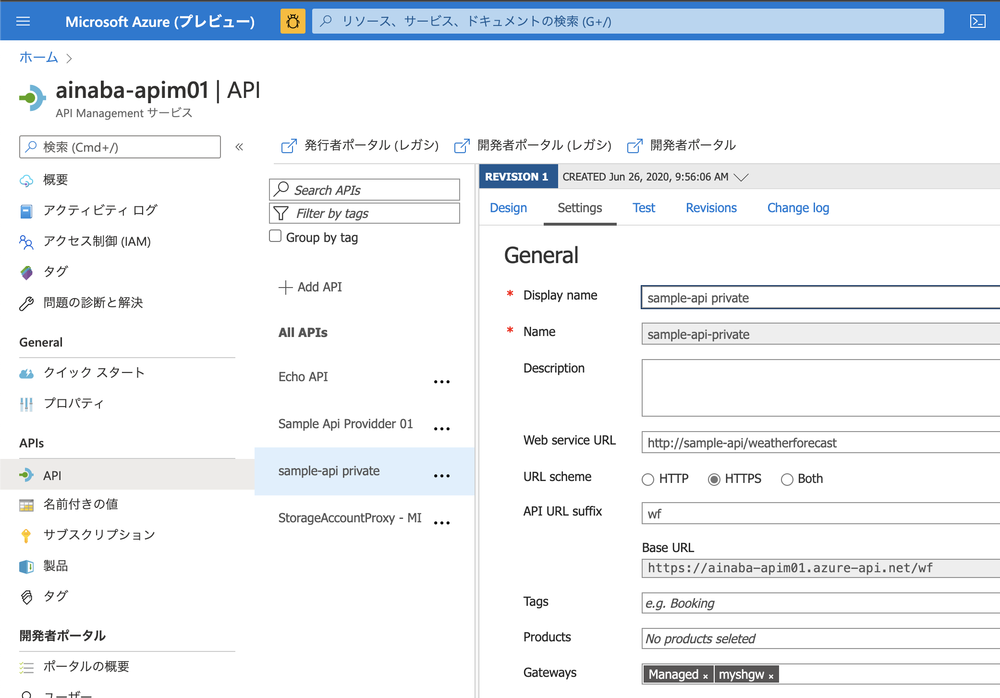 Microsoft Azure (プレビュー)
リソース、サービス、ドキュメントの検索 (G+/)
ホーム
ainaba-apim01 | API
API Management サービス
検索 (Cmd+/)
«
概要
アクティビティ ログ
アクセス制御 (IAM)
タグ
問題の診断と解決
General
クイック スタート
プロパティ
APIs
API
名前付きの値
サブスクリプション
製品
タグ
開発者ポータル
ポータルの概要
ユーザー
発行者ポータル (レガシ)
開発者ポータル (レガシ)
開発者ポータル
Search APIs
Filter by tags
Group by tag
Add API
All APIs
Echo API
Sample Api Providder 01
sample-api private
StorageAccountProxy - MI
REVISION 1 CREATED Jun 26, 2020, 9:56:06 AM
Design Settings Test Revisions Change log
General
* Display name sample-api private
* Name sample-api-private
Description
Web service URL http://sample-api/weatherforecast
URL scheme HTTP HTTPS Both
API URL suffix wf
Base URL
https://ainaba-apim01.azure-api.net/wf
Tags e.g. Booking
Products No products seleted
Gateways Managed × myshgw ×